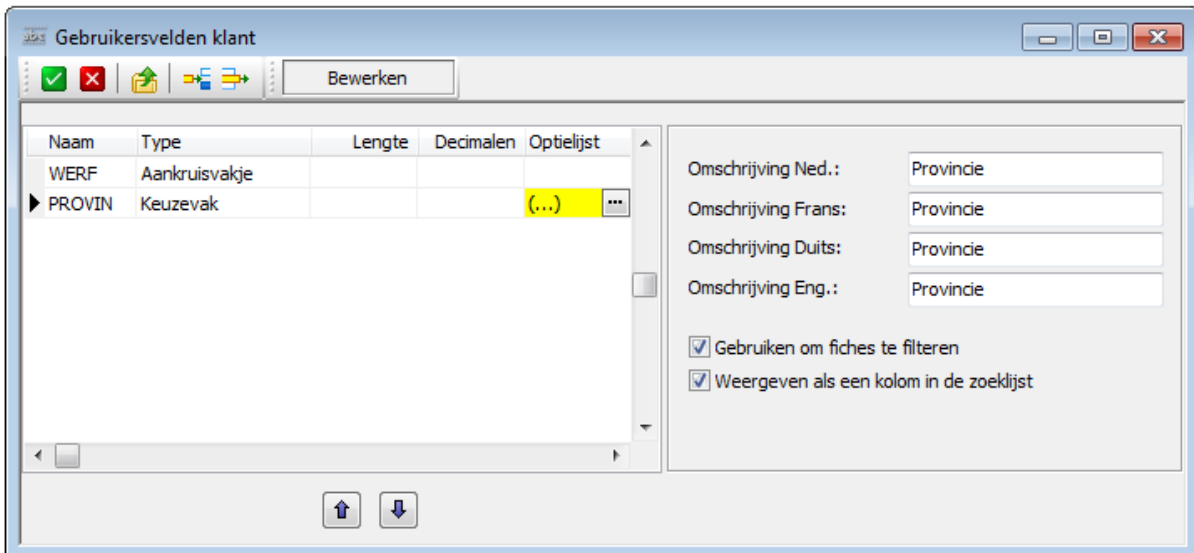 Gebruikersvelden klant
Bewerken
Naam Type Lengte Decimalen Optielijst
WERF Aankruisvakje
PROVIN Keuzevak (...) ...
Omschrijving Ned.: Provincie
Omschrijving Frans: Provincie
Omschrijving Duits: Provincie
Omschrijving Eng.: Provincie
Gebruiken om fiches te filteren
Weergeven als een kolom in de zoeklijst